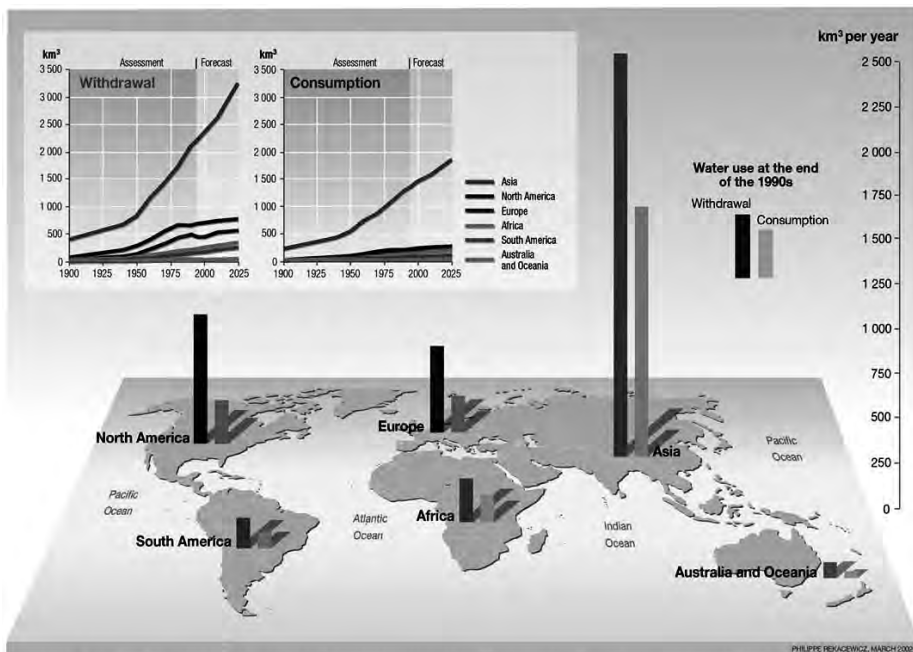 km³ per year
2 500
2 250
2 000
1 750
1 500
1 250
1 000
750
500
250
0
km³
Assessment
Forecast
3 500
Withdrawal
3 000
2 500
2 000
1 500
1 000
500
0
1900
1925
1950
1975
2000
2025
km³
Assessment
Forecast
3 500
Consumption
3 000
2 500
2 000
1 500
1 000
500
0
1900
1925
1950
1975
2000
2025
Asia
North America
Europe
Africa
South America
Australia
and Oceania
Water use at the end
of the 1990s
Withdrawal
Consumption
North America
Europe
Asia
Pacific
Ocean
Pacific
Ocean
South America
Atlantic
Ocean
Africa
Indian
Ocean
Australia and Oceania
PHILIPPE REKACEWICZ, MARCH 2002